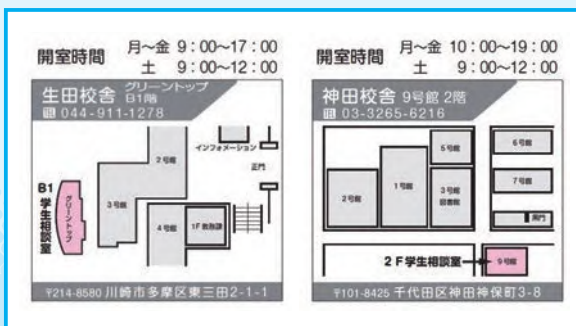 開室時間 月～金 9：00～17：00
土 9：00～12：00
生田校舎 グリーントップ B1階
TEL 044-911-1278
2号館
インフォメーション
正門
B1
学生相談室
グリーントップ
3号館
4号館
1F 教務課
〒214-8580 川崎市多摩区東三田2-1-1
開室時間 月～金 10：00～19：00
土 9：00～12：00
神田校舎 9号館 2階
TEL 03-3265-6216
5号館
6号館
2号館
1号館
3号館
図書館
7号館
黒門
2F学生相談室
9号館
〒101-8425 千代田区神田神保町3-8